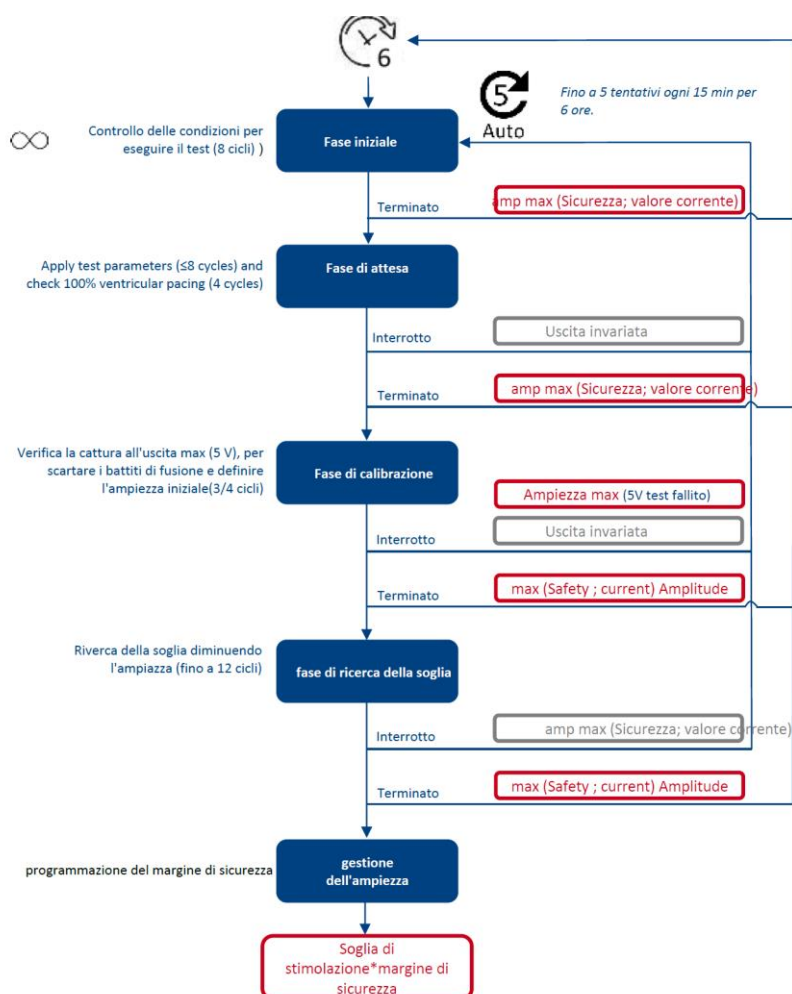 6
5
Auto
Fino a 5 tentativi ogni 15 min per
6 ore.
∞
Controllo delle condizioni per
eseguire il test (8 cicli) )
Fase iniziale
Terminato
amp max (Sicurezza; valore corrente)
Apply test parameters (≤8 cycles) and
check 100% ventricular pacing (4 cycles)
Fase di attesa
Interrotto
Uscita invariata
Terminato
amp max (Sicurezza; valore corrente)
Verifica la cattura all'uscita max (5 V), per
scartare i battiti di fusione e definire
l'ampiezza iniziale(3/4 cicli)
Fase di calibrazione
Ampiezza max (5V test fallito)
Interrotto
Uscita invariata
Terminato
max (Safety ; current) Amplitude
Riverca della soglia diminuendo
l'ampiazza (fino a 12 cicli)
fase di ricerca della soglia
Interrotto
amp max (Sicurezza; valore corrente)
Terminato
max (Safety ; current) Amplitude
programmazione del margine di sicurezza
gestione
dell'ampiezza
Soglia di
stimolazione*margine di
sicurezza